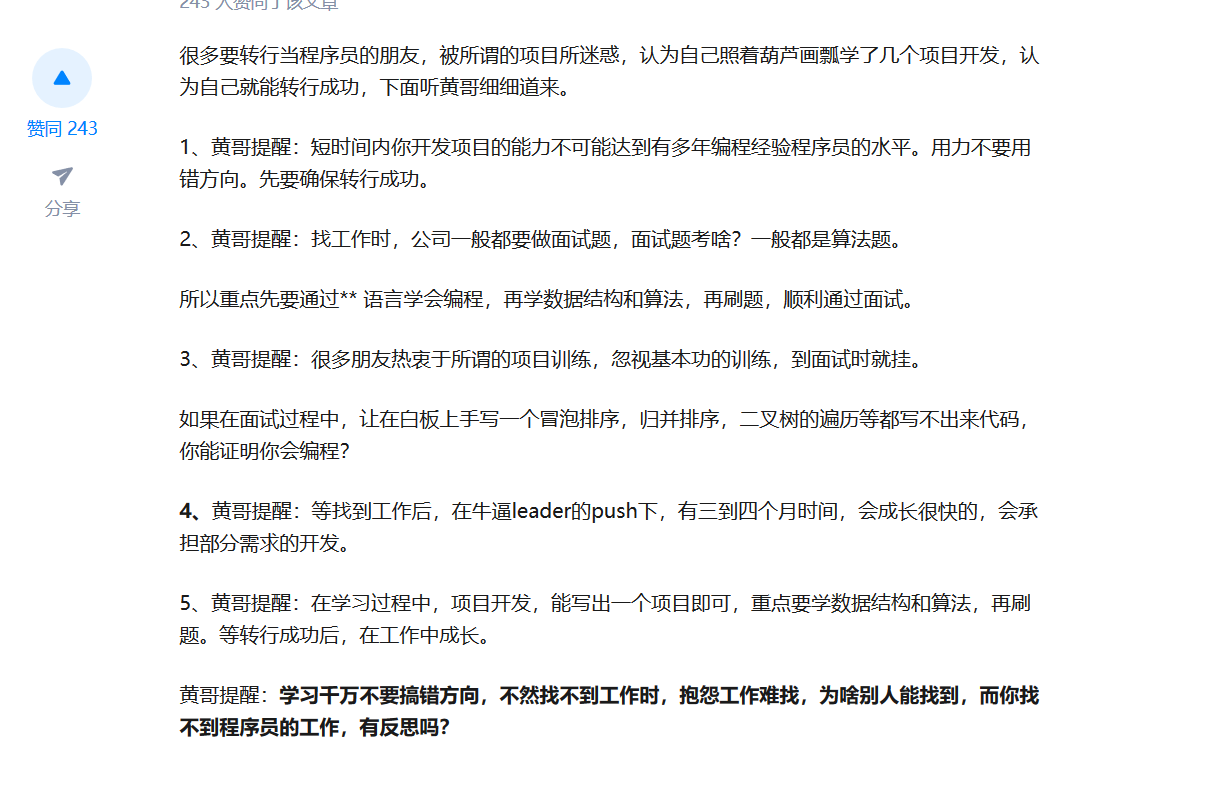 243 人赞同了该文章
很多要转行当程序员的朋友，被所谓的项目所迷惑，认为自己照着葫芦画瓢学了几个项目开发，认
为自己就能转行成功，下面听黄哥细细道来。
赞同 243
分享
1、黄哥提醒：短时间内你开发项目的能力不可能达到有多年编程经验程序员的水平。用力不要用
错方向。先要确保转行成功。
2、黄哥提醒：找工作时，公司一般都要做面试题，面试题考啥？一般都是算法题。
所以重点先要通过** 语言学会编程，再学数据结构和算法，再刷题，顺利通过面试。
3、黄哥提醒：很多朋友热衷于所谓的项目训练，忽视基本功的训练，到面试时就挂。
如果在面试过程中，让在白板上手写一个冒泡排序，归并排序，二叉树的遍历等都写不出来代码，
你能证明你会编程？
4、黄哥提醒：等找到工作后，在牛逼leader的push下，有三到四个月时间，会成长很快的，会承
担部分需求的开发。
5、黄哥提醒：在学习过程中，项目开发，能写出一个项目即可，重点要学数据结构和算法，再刷
题。等转行成功后，在工作中成长。
黄哥提醒：学习千万不要搞错方向，不然找不到工作时，抱怨工作难找，为啥别人能找到，而你找
不到程序员的工作，有反思吗？